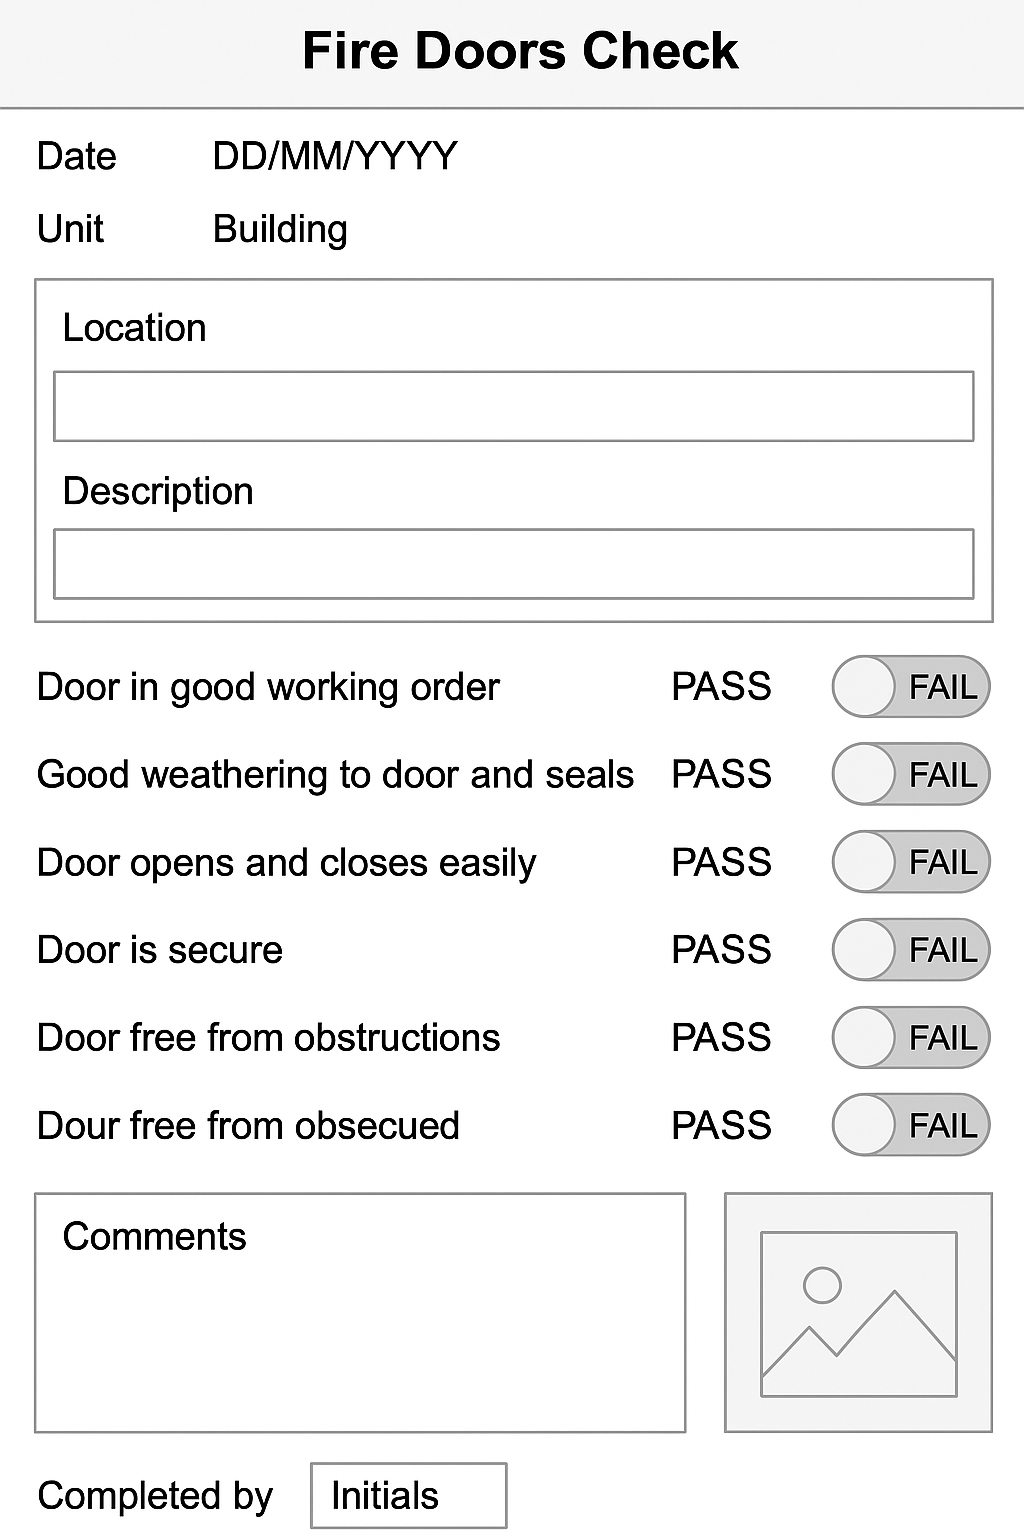 Fire Doors Check
Date DD/MM/YYYY
Unit Building
Location
Description
Door in good working order PASS FAIL
Good weathering to door and seals PASS FAIL
Door opens and closes easily PASS FAIL
Door is secure PASS FAIL
Door free from obstructions PASS FAIL
Dour free from obsecued PASS FAIL
Comments
Completed by Initials